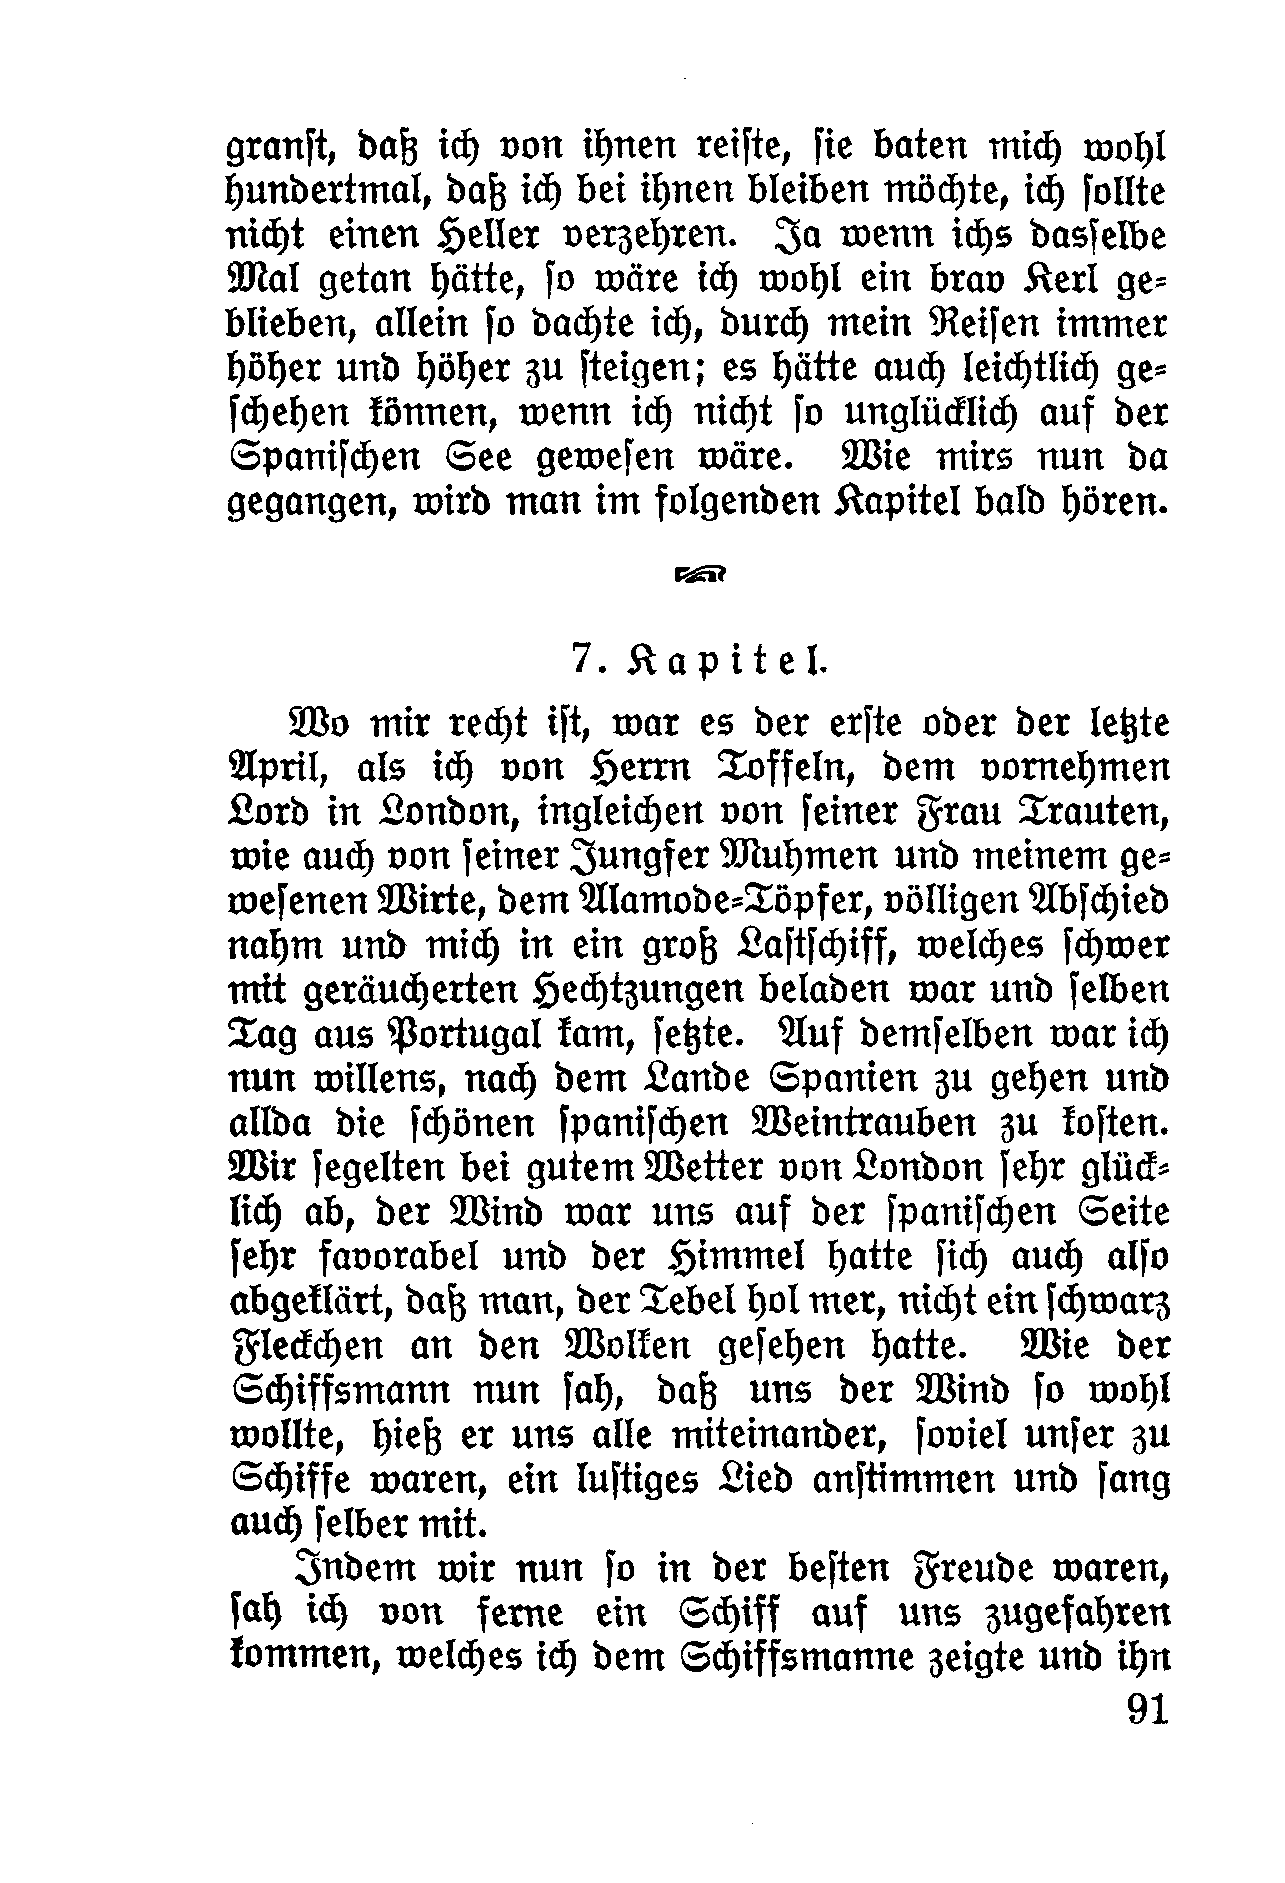 granst, daß ich von ihnen reiste, sie baten mich wohl
hundertmal, daß ich bei ihnen bleiben möchte, ich sollte
nicht einen Heller verzehren. Ja wenn ichs dasselbe
Mal getan hätte, so wäre ich wohl ein brav Kerl ge-
blieben, allein so dachte ich, durch mein Reisen immer
höher und höher zu steigen; es hätte auch leichtlich ge-
schehen können, wenn ich nicht so unglücklich auf der
Spanischen See gewesen wäre. Wie mirs nun da
gegangen, wird man im folgenden Kapitel bald hören.
7. Kapitel.
Wo mir recht ist, war es der erste oder der letzte
April, als ich von Herrn Toffeln, dem vornehmen
Lord in London, ingleichen von seiner Frau Trauten,
wie auch von seiner Jungfer Muhmen und meinem ge-
wesenen Wirte, dem Alamode-Töpfer, völligen Abschied
nahm und mich in ein groß Lastschiff, welches schwer
mit geräucherten Hechtzungen beladen war und selben
Tag aus Portugal kam, setzte. Auf demselben war ich
nun willens, nach dem Lande Spanien zu gehen und
allda die schönen spanischen Weintrauben zu kosten.
Wir segelten bei gutem Wetter von London sehr glück-
lich ab, der Wind war uns auf der spanischen Seite
sehr favorabel und der Himmel hatte sich auch also
abgeklärt, daß man, der Tebel hol mer, nicht ein schwarz
Fleckchen an den Wolken gesehen hatte. Wie der
Schiffsmann nun sah, daß uns der Wind so wohl
wollte, hieß er uns alle miteinander, soviel unser zu
Schiffe waren, ein lustiges Lied anstimmen und sang
auch selber mit.
Indem wir nun so in der besten Freude waren,
sah ich von ferne ein Schiff auf uns zugefahren
kommen, welches ich dem Schiffsmanne zeigte und ihn
91